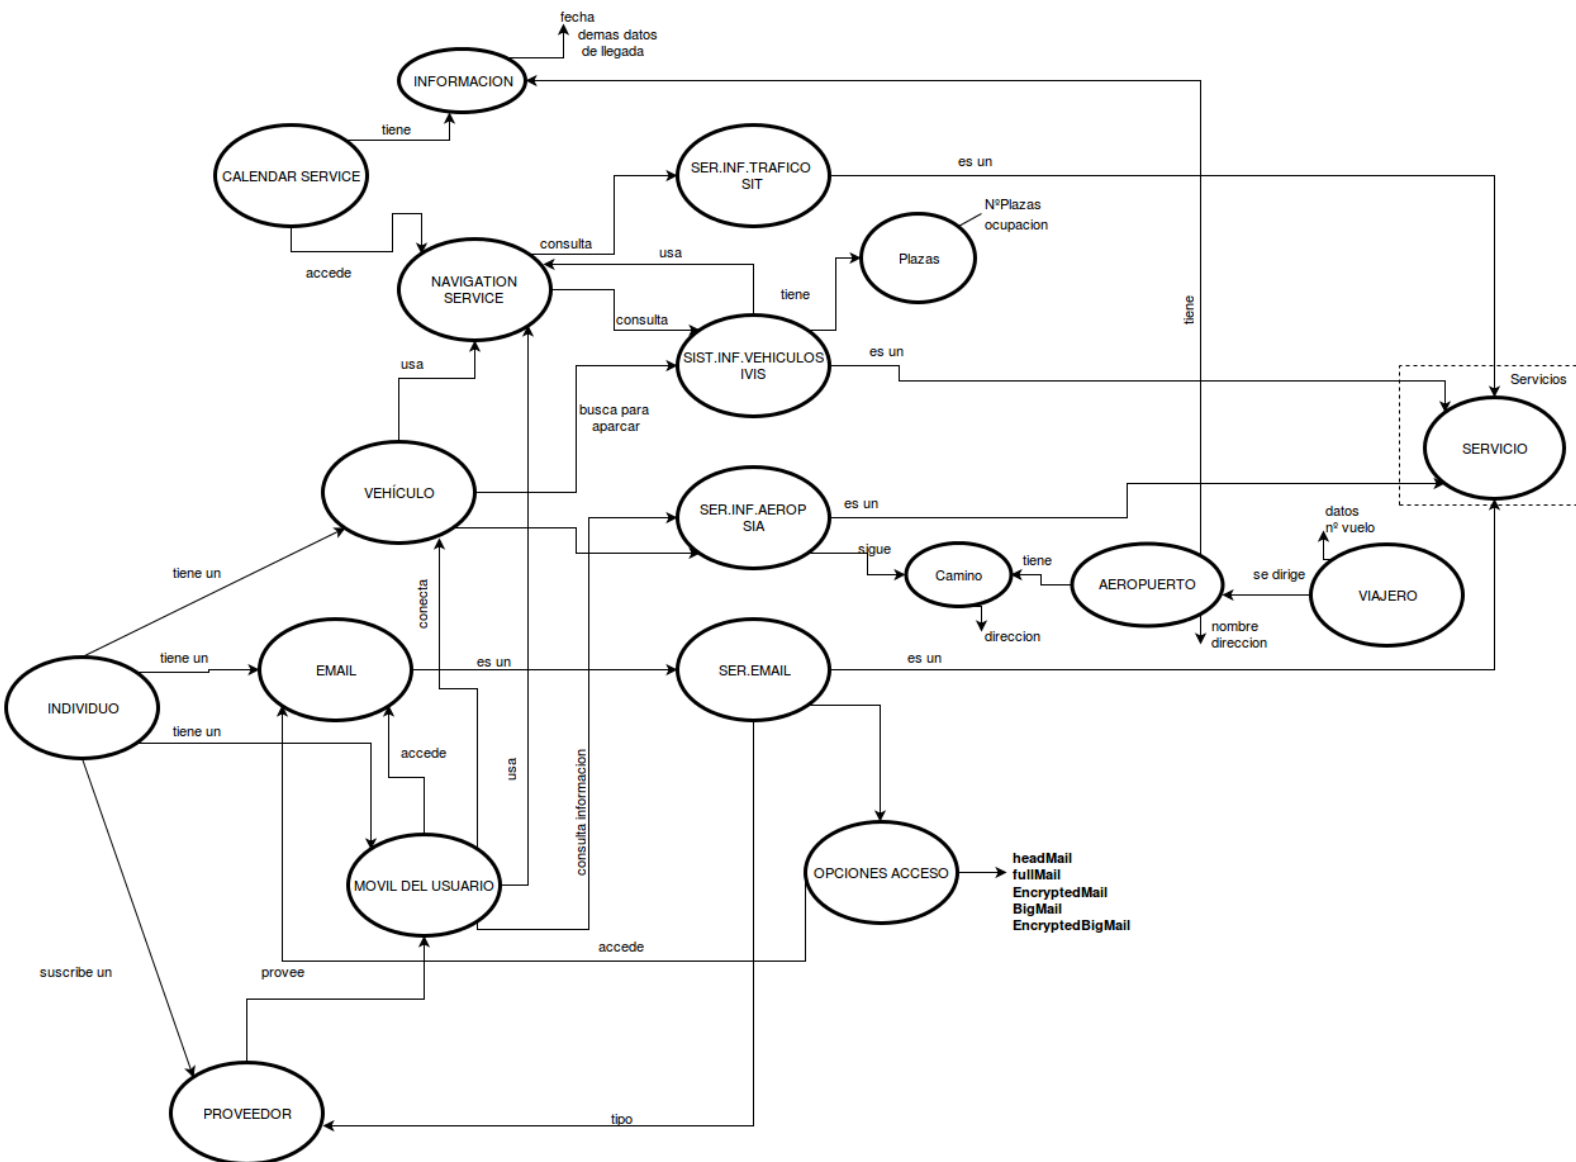 fecha
demas datos
de llegada
INFORMACION
tiene
CALENDAR SERVICE
SER.INF.TRAFICO
SIT
es un
NºPlazas
ocupacion
consulta
usa
Plazas
accede
NAVIGATION
SERVICE
tiene
tiene
consulta
SIST.INF.VEHICULOS
IVIS
es un
usa
Servicios
busca para
aparcar
SERVICIO
VEHÍCULO
SER.INF.AEROP
SIA
es un
datos
nº vuelo
sigue
tiene
Camino
AEROPUERTO
se dirige
VIAJERO
tiene un
conecta
direccion
nombre
direccion
tiene un
EMAIL
es un
SER.EMAIL
es un
INDIVIDUO
tiene un
accede
usa
consulta informacion
MOVIL DEL USUARIO
OPCIONES ACCESO
headMail
fullMail
EncryptedMail
BigMail
EncryptedBigMail
accede
suscribe un
provee
PROVEEDOR
tipo